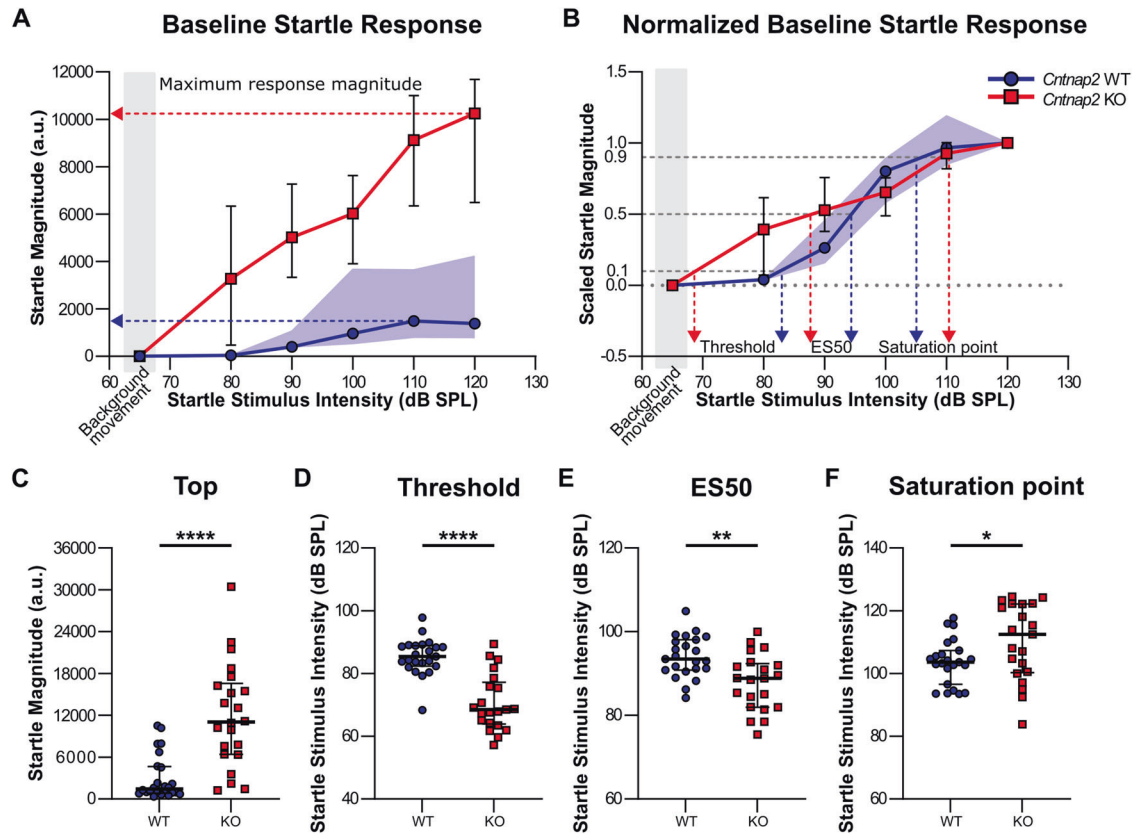 A
Baseline Startle Response
Maximum response magnitude
Startle Magnitude (a.u.)
12000
10000
8000
6000
4000
2000
0
60
70
80
90
100
110
120
130
Background
movement
Startle Stimulus Intensity (dB SPL)
B
Normalized Baseline Startle Response
Cntnap2 WT
Cntnap2 KO
Scaled Startle Magnitude
1.5
1.0
0.9
0.5
0.1
0.0
-0.5
Threshold
ES50
Saturation point
60
70
80
90
100
110
120
130
Background
movement
Startle Stimulus Intensity (dB SPL)
C
Top
****
Startle Magnitude (a.u.)
36000
30000
24000
18000
12000
6000
0
WT
KO
D
Threshold
****
Startle Stimulus Intensity (dB SPL)
120
100
80
60
40
WT
KO
E
ES50
**
Startle Stimulus Intensity (dB SPL)
120
100
80
60
WT
KO
F
Saturation point
*
Startle Stimulus Intensity (dB SPL)
140
120
100
80
60
WT
KO